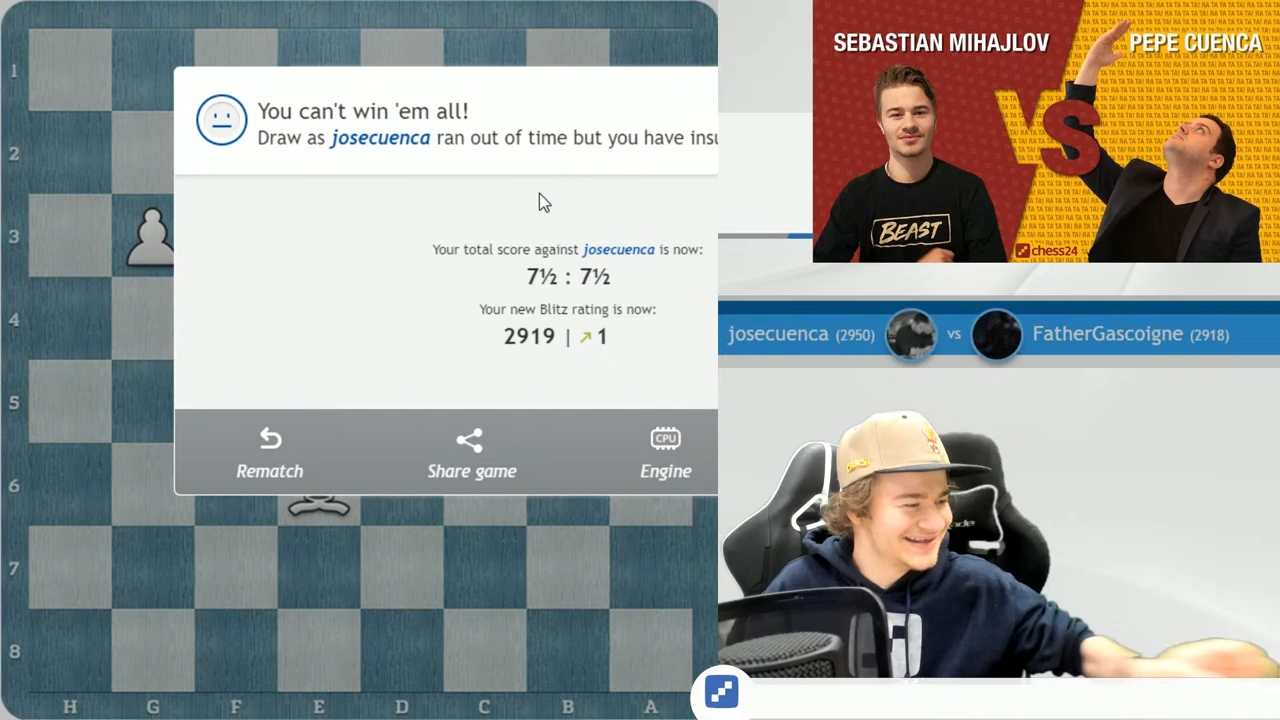 1
2
3
4
5
6
7
8
H G F E D C B A
You can't win 'em all!
Draw as josecuenca ran out of time but you have insu
Your total score against josecuenca is now:
7½ : 7½
Your new Blitz rating is now:
2919 | ↗ 1
Rematch
Share game
CPU
Engine
SEBASTIAN MIHAJLOV
VS
PEPE CUENCA
BEAST
chess24
josecuenca (2950) vs FatherGascoigne (2918)